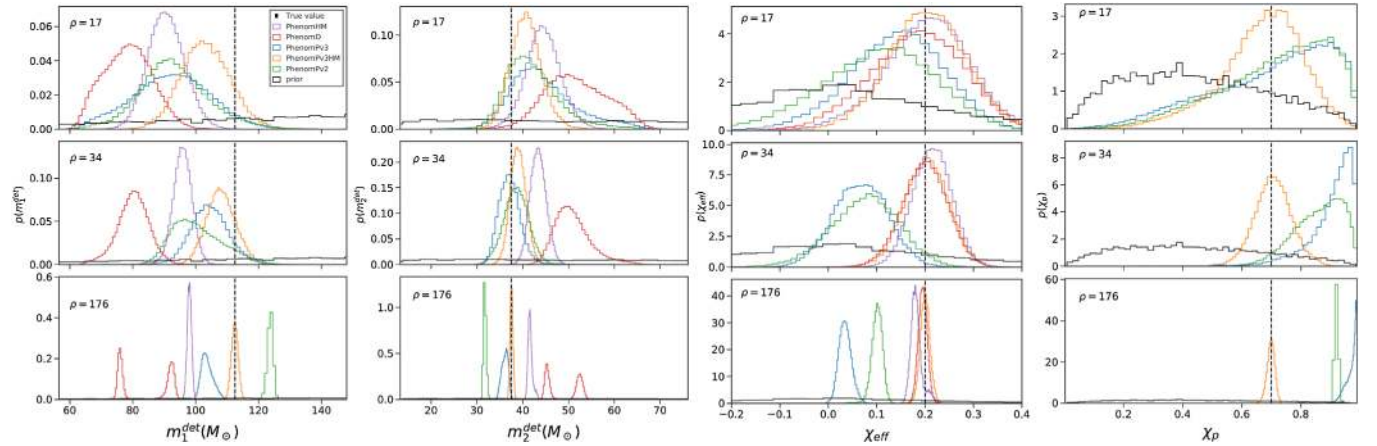 ρ = 17
True value
PhenomHM
PhenomD
PhenomPv3
PhenomPv3HM
PhenomPv2
prior
0.06
0.04
0.02
0.00
ρ = 34
p(m₁^det)
0.10
0.05
0.00
ρ = 176
0.6
0.4
0.2
0.0
60 80 100 120 140
m₁^det(M⊙)
ρ = 17
0.10
0.05
0.00
ρ = 34
p(m₂^det)
0.20
0.15
0.10
0.05
0.00
ρ = 176
1.0
0.5
0.0
20 30 40 50 60 70
m₂^det(M⊙)
ρ = 17
4
2
0
ρ = 34
p(χeff)
10.0
7.5
5.0
2.5
0.0
ρ = 176
40
30
20
10
0
−0.2 −0.1 0.0 0.1 0.2 0.3 0.4
χeff
ρ = 17
3
2
1
0
ρ = 34
p(χp)
8
6
4
2
0
ρ = 176
60
40
20
0
0.2 0.4 0.6 0.8
χp